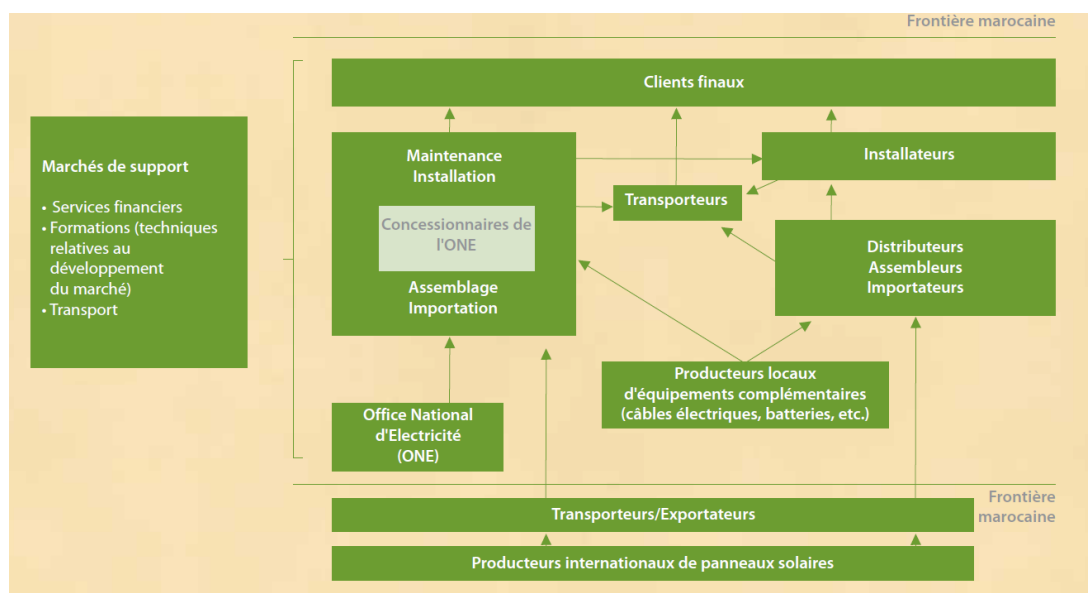 Frontière marocaine
Clients finaux
Marchés de support
• Services financiers
• Formations (techniques
relatives au
développement
du marché)
• Transport
Maintenance
Installation
Concessionnaires de
l'ONE
Assemblage
Importation
Installateurs
Transporteurs
Distributeurs
Assembleurs
Importateurs
Producteurs locaux
d'équipements complémentaires
(câbles électriques, batteries, etc.)
Office National
d'Electricité
(ONE)
Frontière
marocaine
Transporteurs/Exportateurs
Producteurs internationaux de panneaux solaires